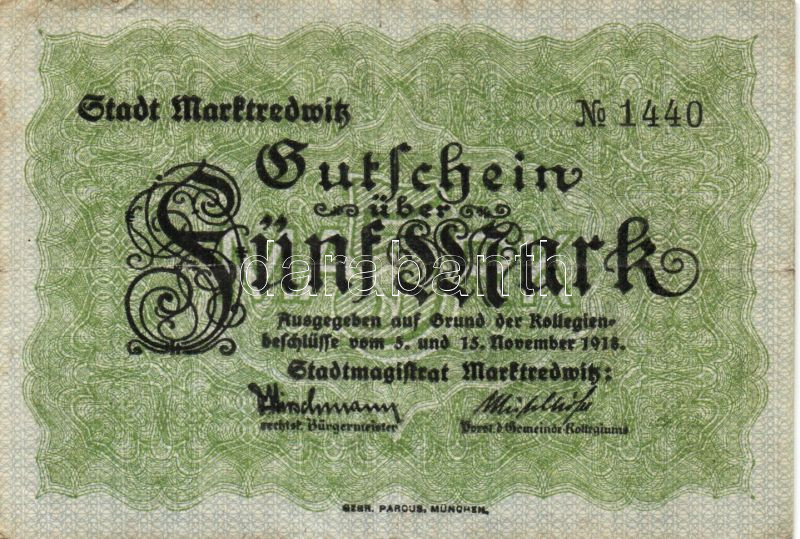 Stadt Marktredwitz № 1440
Gutschein
über
Fünf Mark
darabanth
Ausgegeben auf Grund der Kollegien-
beschlüsse vom 5. und 15. November 1918.
Stadtmagistrat Marktredwitz:
rechtsk. Bürgermeister Vorst. d. Gemeinde-Kollegiums
GEBR. PARCUS, MÜNCHEN.